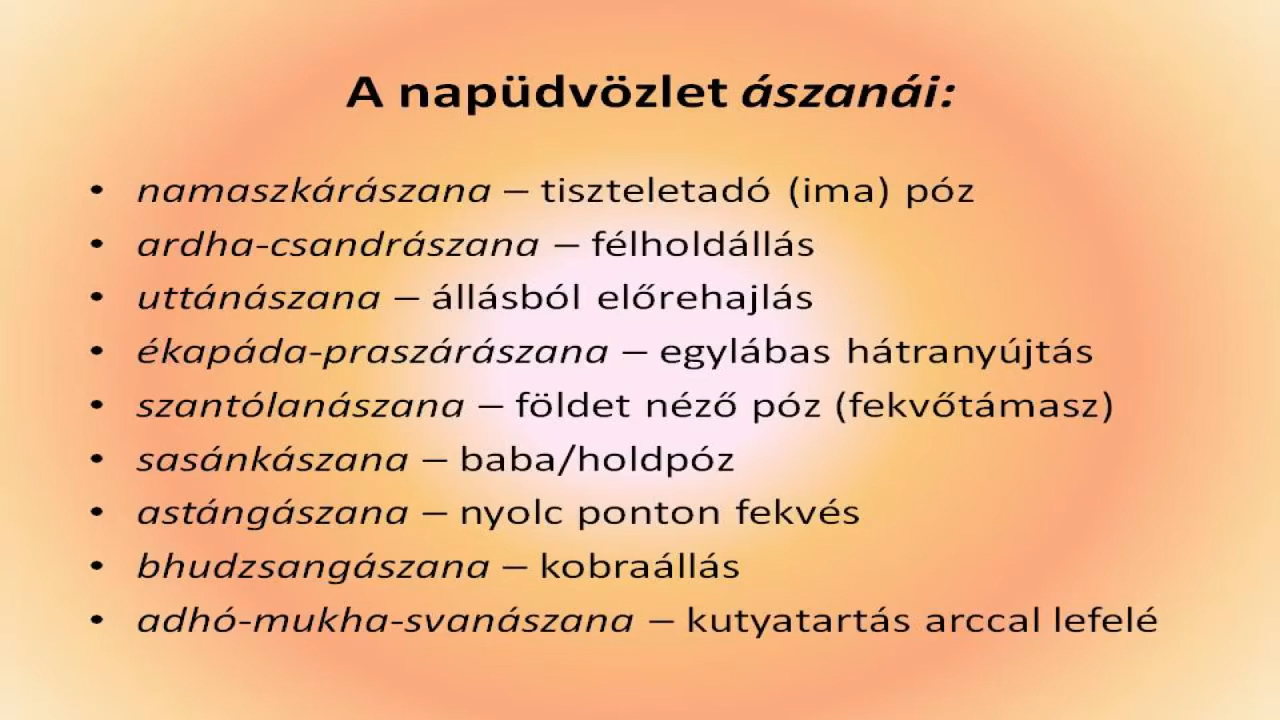 A napüdvözlet ászanái:
• namaszkárászana – tiszteletadó (ima) póz
• ardha-csandrászana – félholdállás
• uttánászana – állásból előrehajlás
• ékapáda-praszárászana – egylábas hátranyújtás
• szantólanászana – földet néző póz (fekvőtámasz)
• sasánkászana – baba/holdpóz
• astángászana – nyolc ponton fekvés
• bhudzsangászana – kobraállás
• adhó-mukha-svanászana – kutyatartás arccal lefelé